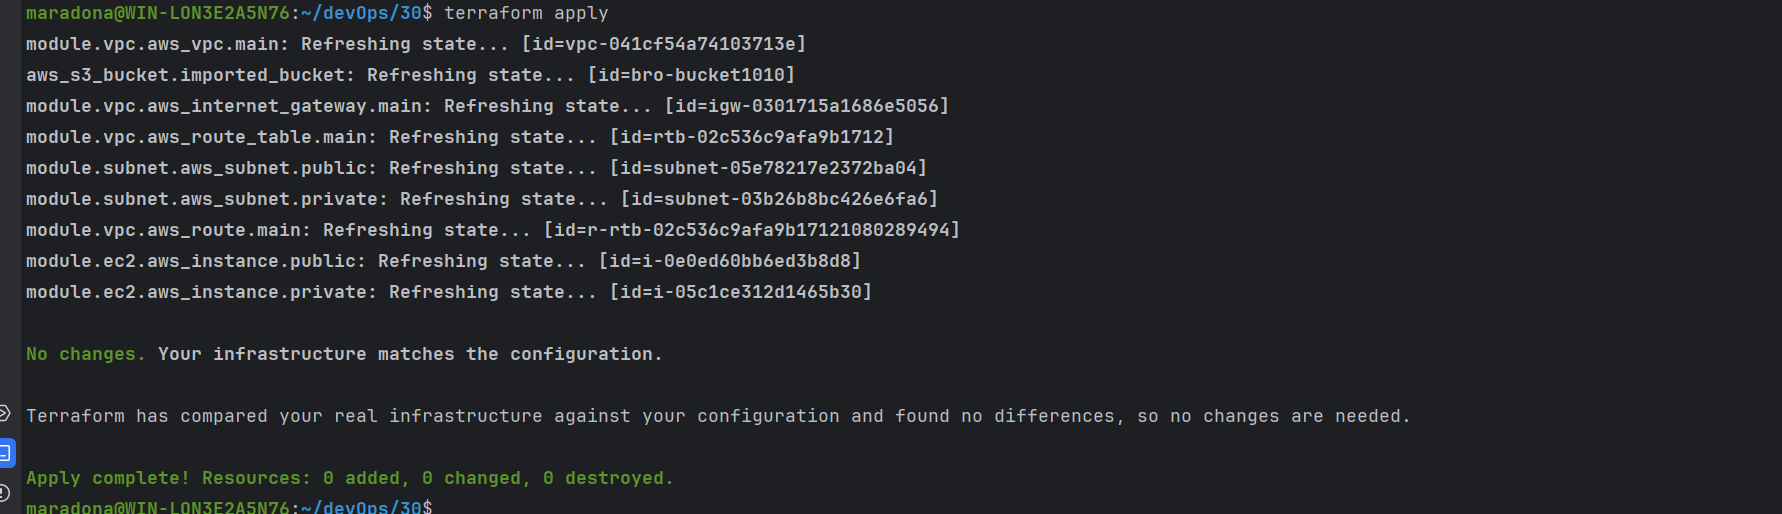 maradona@WIN-LON3E2A5N76:~/devOps/30$ terraform apply
module.vpc.aws_vpc.main: Refreshing state... [id=vpc-041cf54a74103713e]
aws_s3_bucket.imported_bucket: Refreshing state... [id=bro-bucket1010]
module.vpc.aws_internet_gateway.main: Refreshing state... [id=igw-0301715a1686e5056]
module.vpc.aws_route_table.main: Refreshing state... [id=rtb-02c536c9afa9b1712]
module.subnet.aws_subnet.public: Refreshing state... [id=subnet-05e78217e2372ba04]
module.subnet.aws_subnet.private: Refreshing state... [id=subnet-03b26b8bc426e6fa6]
module.vpc.aws_route.main: Refreshing state... [id=r-rtb-02c536c9afa9b17121080289494]
module.ec2.aws_instance.public: Refreshing state... [id=i-0e0ed60bb6ed3b8d8]
module.ec2.aws_instance.private: Refreshing state... [id=i-05c1ce312d1465b30]
No changes. Your infrastructure matches the configuration.
Terraform has compared your real infrastructure against your configuration and found no differences, so no changes are needed.
Apply complete! Resources: 0 added, 0 changed, 0 destroyed.
maradona@WIN-LON3E2A5N76:~/devOps/30$